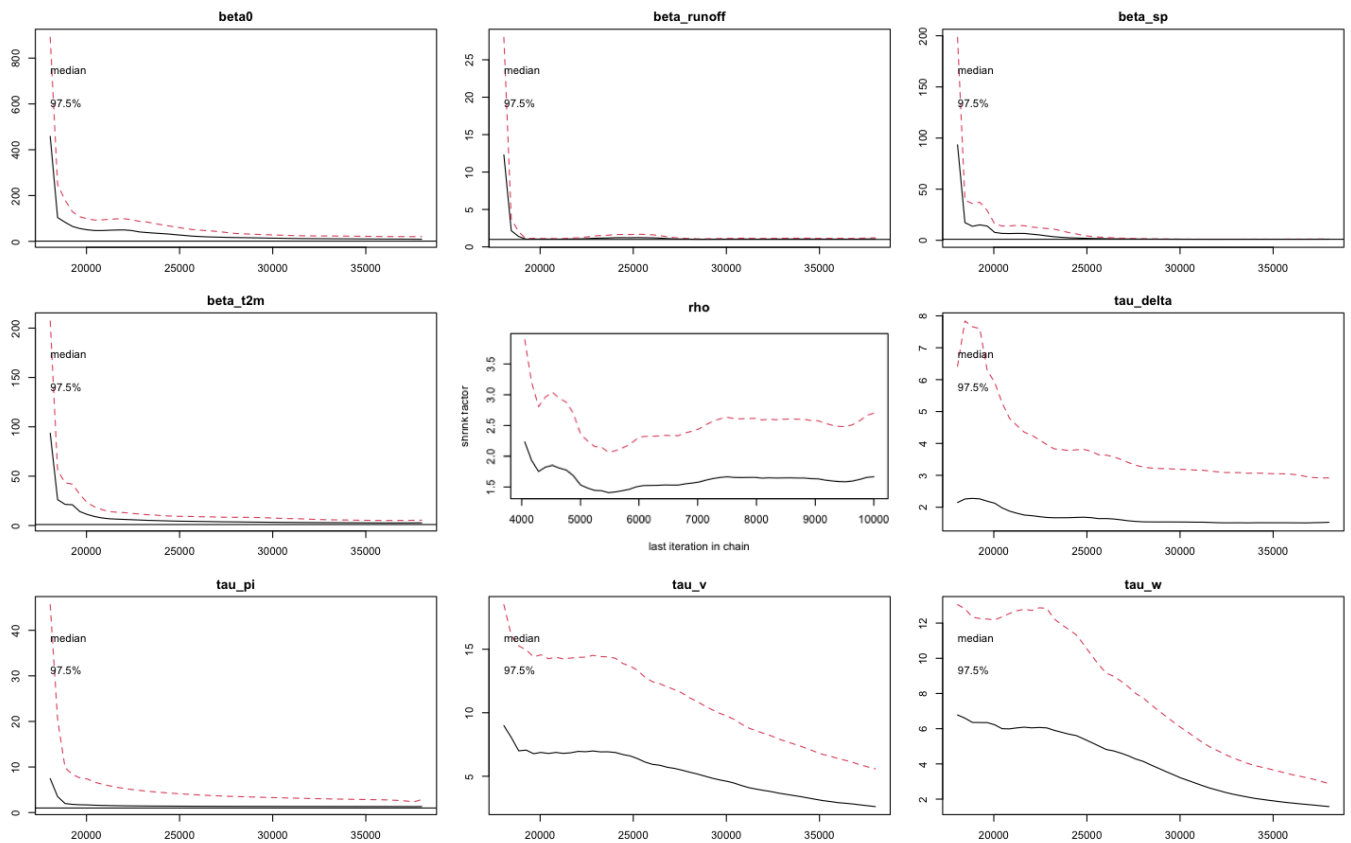 beta0
800
600
400
200
0
median
97.5%
20000 25000 30000 35000
beta_runoff
25
20
15
10
5
0
median
97.5%
20000 25000 30000 35000
beta_sp
200
150
100
50
0
median
97.5%
20000 25000 30000 35000
beta_t2m
200
150
100
50
0
median
97.5%
20000 25000 30000 35000
rho
shrink factor
3.5
3.0
2.5
2.0
1.5
4000 5000 6000 7000 8000 9000 10000
last iteration in chain
tau_delta
8
7
6
5
4
3
2
median
97.5%
20000 25000 30000 35000
tau_pi
40
30
20
10
0
median
97.5%
20000 25000 30000 35000
tau_v
15
10
5
median
97.5%
20000 25000 30000 35000
tau_w
12
10
8
6
4
2
median
97.5%
20000 25000 30000 35000